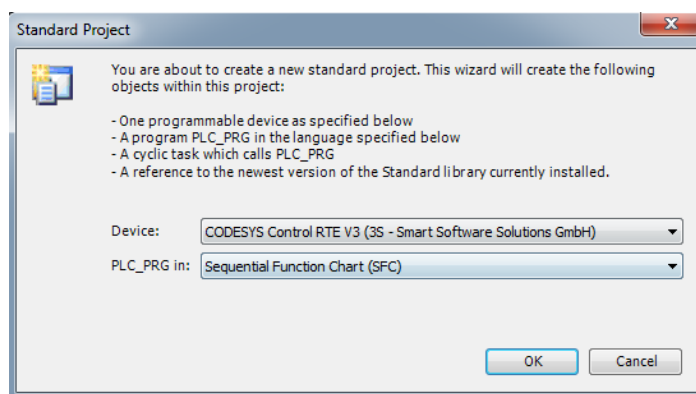 Standard Project
You are about to create a new standard project. This wizard will create the following
objects within this project:
- One programmable device as specified below
- A program PLC_PRG in the language specified below
- A cyclic task which calls PLC_PRG
- A reference to the newest version of the Standard library currently installed.
Device: CODESYS Control RTE V3 (3S - Smart Software Solutions GmbH)
PLC_PRG in: Sequential Function Chart (SFC)
OK Cancel